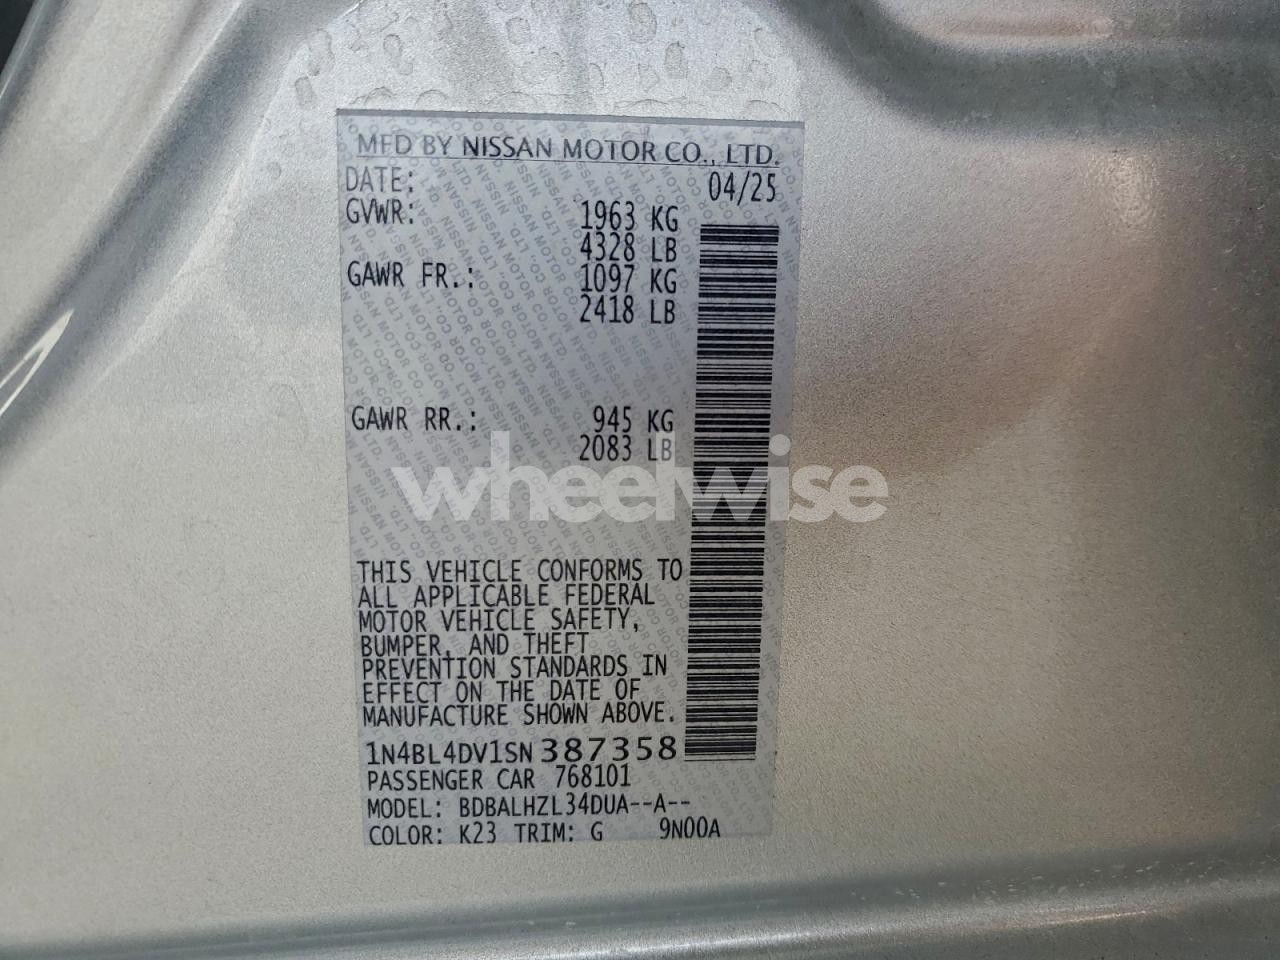 MFD BY NISSAN MOTOR CO., LTD.
DATE: 04/25
GVWR: 1963 KG
4328 LB
GAWR FR.: 1097 KG
2418 LB
GAWR RR.: 945 KG
2083 LB
wheelwise
THIS VEHICLE CONFORMS TO
ALL APPLICABLE FEDERAL
MOTOR VEHICLE SAFETY,
BUMPER, AND THEFT
PREVENTION STANDARDS IN
EFFECT ON THE DATE OF
MANUFACTURE SHOWN ABOVE.
1N4BL4DV1SN387358
PASSENGER CAR 768101
MODEL: BDBALHZL34DUA--A--
COLOR: K23 TRIM: G 9N00A